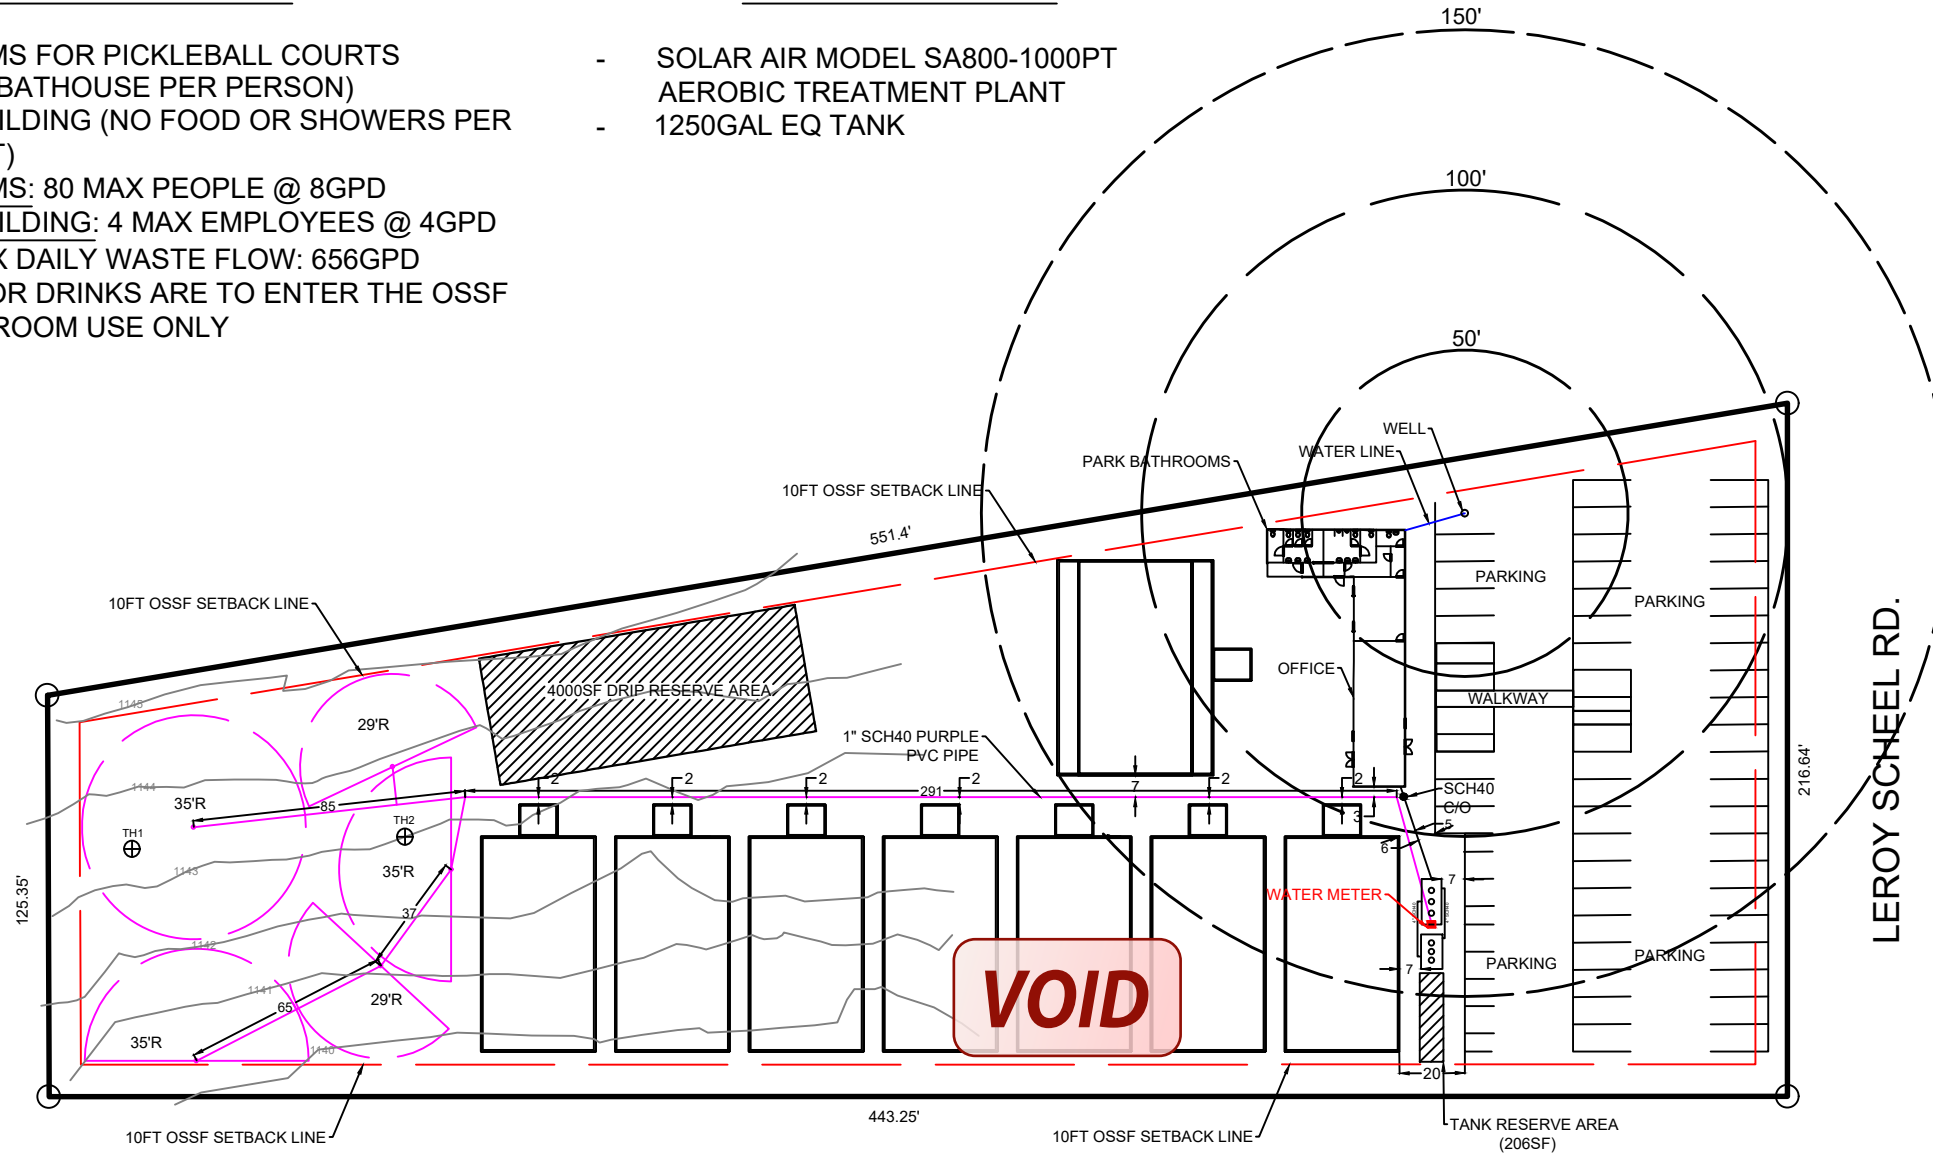 MS FOR PICKLEBALL COURTS
BATHOUSE PER PERSON)
ILDING (NO FOOD OR SHOWERS PER
T)
MS: 80 MAX PEOPLE @ 8GPD
ILDING: 4 MAX EMPLOYEES @ 4GPD
X DAILY WASTE FLOW: 656GPD
OR DRINKS ARE TO ENTER THE OSSF
ROOM USE ONLY
- SOLAR AIR MODEL SA800-1000PT
AEROBIC TREATMENT PLANT
- 1250GAL EQ TANK
150'
100'
50'
WELL
WATER LINE
PARK BATHROOMS
10FT OSSF SETBACK LINE
551.4'
10FT OSSF SETBACK LINE
PARKING
PARKING
LEROY SCHEEL RD.
OFFICE
WALKWAY
4000SF DRIP RESERVE AREA
1145
29'R
1" SCH40 PURPLE
PVC PIPE
216.64'
2
2
2
2
7
2
2
291
SCH40
C/O
1144
35'R
85
3
5
TH1
TH2
6
1143
35'R
7
125.35'
WATER METER
37
1142
7
PARKING
PARKING
VOID
1141
29'R
65
35'R
1140
20
443.25'
10FT OSSF SETBACK LINE
10FT OSSF SETBACK LINE
TANK RESERVE AREA
(206SF)